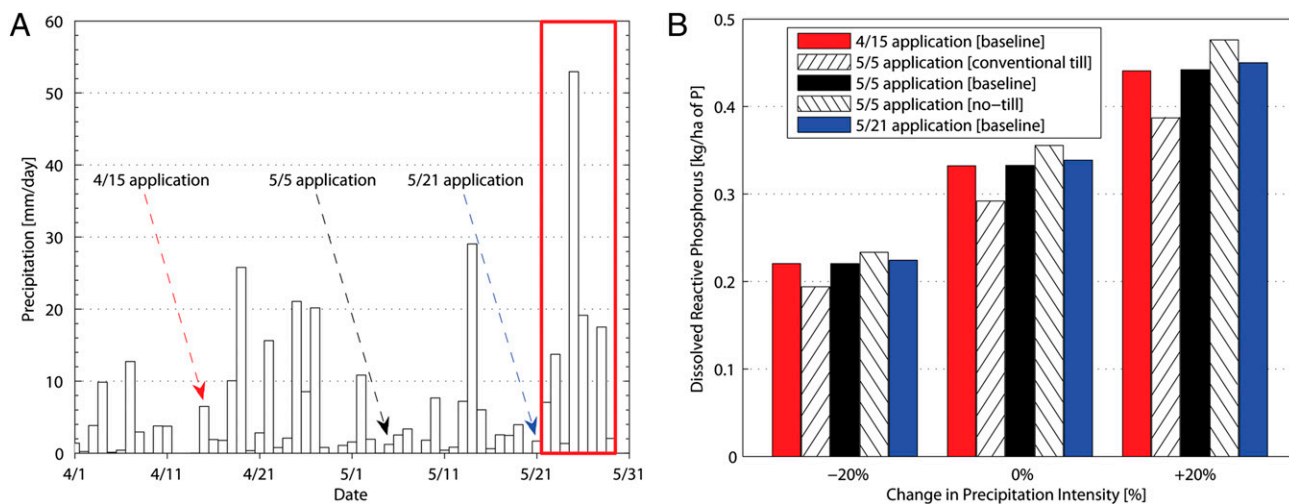 A
Precipitation [mm/day]
60
50
40
30
20
10
0
4/15 application
5/5 application
5/21 application
4/1
4/11
4/21
5/1
5/11
5/21
5/31
Date
B
Dissolved Reactive Phosphorus [kg/ha of P]
0.5
0.4
0.3
0.2
0.1
0
4/15 application [baseline]
5/5 application [conventional till]
5/5 application [baseline]
5/5 application [no−till]
5/21 application [baseline]
−20%
0%
+20%
Change in Precipitation Intensity [%]